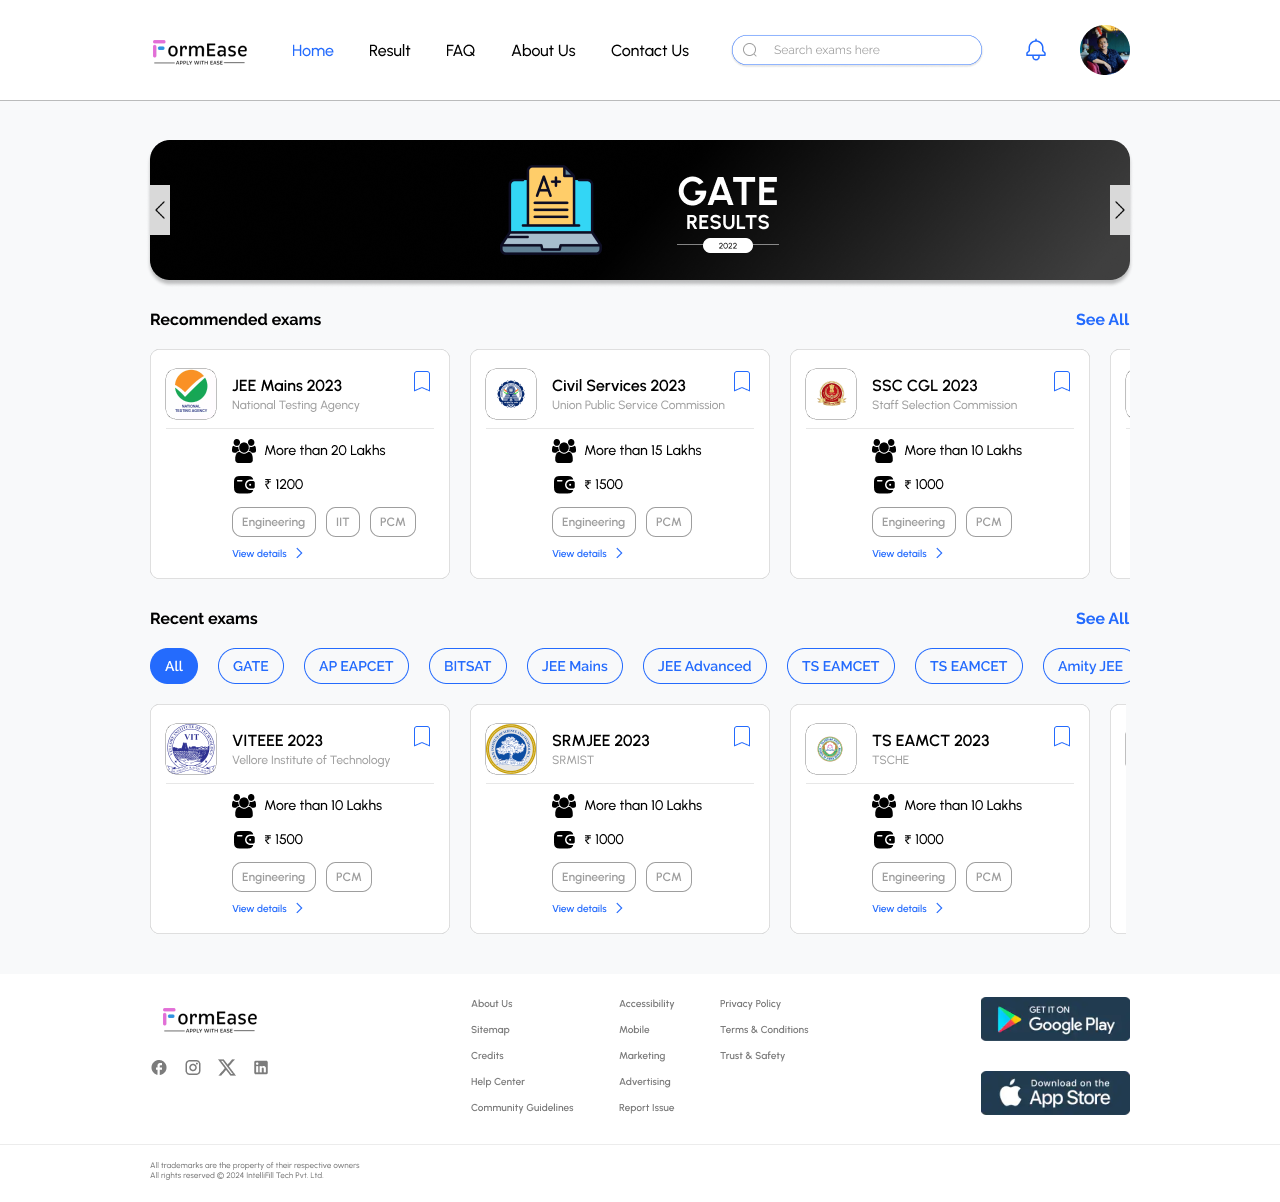 FormEase
APPLY WITH EASE
Home
Result
FAQ
About Us
Contact Us
Search exams here
A+
GATE
RESULTS
2022
Recommended exams
See All
NATIONAL
TESTING AGENCY
JEE Mains 2023
National Testing Agency
More than 20 Lakhs
₹ 1200
Engineering
IIT
PCM
View details
Civil Services 2023
Union Public Service Commission
More than 15 Lakhs
₹ 1500
Engineering
PCM
View details
SSC CGL 2023
Staff Selection Commission
More than 10 Lakhs
₹ 1000
Engineering
PCM
View details
Recent exams
See All
All
GATE
AP EAPCET
BITSAT
JEE Mains
JEE Advanced
TS EAMCET
TS EAMCET
Amity JEE
VIT
VITEEE 2023
Vellore Institute of Technology
More than 10 Lakhs
₹ 1500
Engineering
PCM
View details
SRMJEE 2023
SRMIST
More than 10 Lakhs
₹ 1000
Engineering
PCM
View details
TS EAMCT 2023
TSCHE
More than 10 Lakhs
₹ 1000
Engineering
PCM
View details
FormEase
APPLY WITH EASE
About Us
Sitemap
Credits
Help Center
Community Guidelines
Accessibility
Mobile
Marketing
Advertising
Report Issue
Privacy Policy
Terms & Conditions
Trust & Safety
GET IT ON
Google Play
Download on the
App Store
All trademarks are the property of their respective owners
All rights reserved © 2024 IntelliFill Tech Pvt. Ltd.